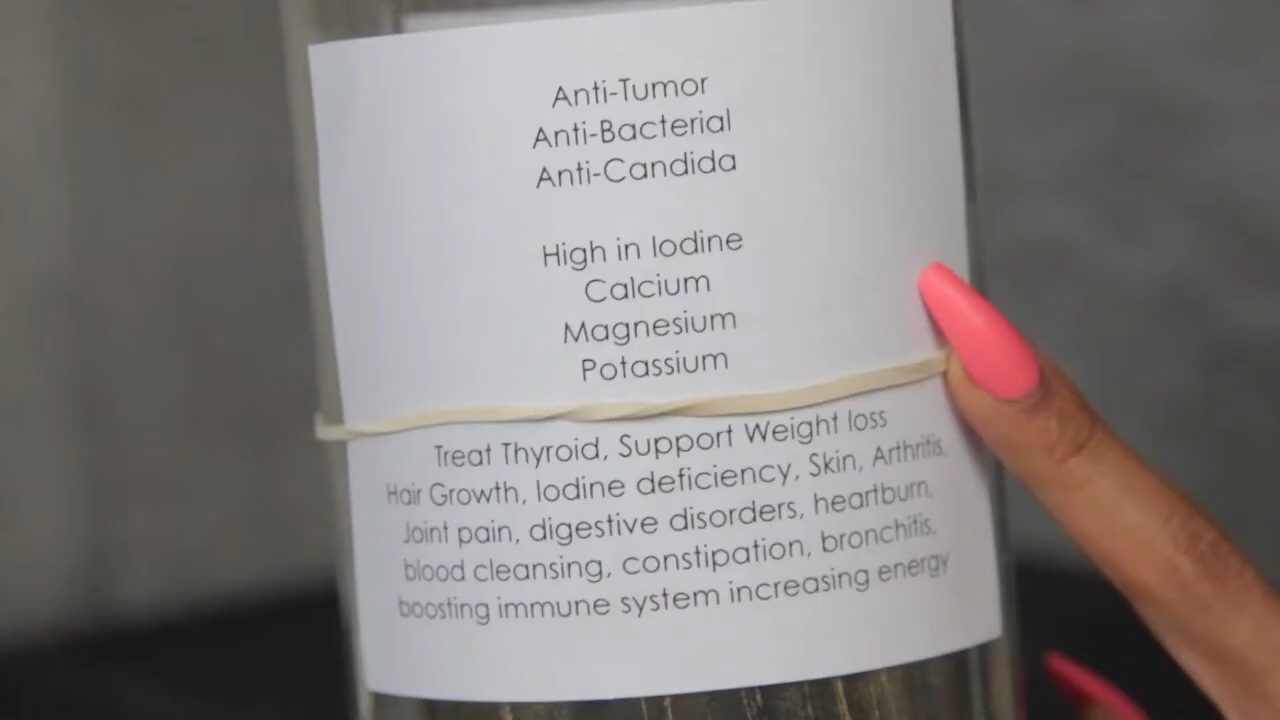 Anti-Tumor
Anti-Bacterial
Anti-Candida
High in Iodine
Calcium
Magnesium
Potassium
Treat Thyroid, Support Weight loss
Hair Growth, Iodine deficiency, Skin, Arthritis,
Joint pain, digestive disorders, heartburn,
blood cleansing, constipation, bronchitis,
boosting immune system increasing energy